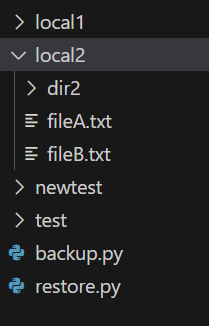 local1
local2
dir2
fileA.txt
fileB.txt
newtest
test
backup.py
restore.py